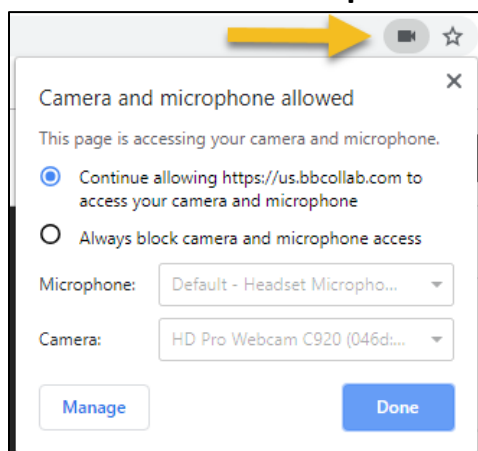 Camera and microphone allowed
This page is accessing your camera and microphone.
Continue allowing https://us.bbcollab.com to
access your camera and microphone
Always block camera and microphone access
Microphone: Default - Headset Micropho...
Camera: HD Pro Webcam C920 (046d:...
Manage Done